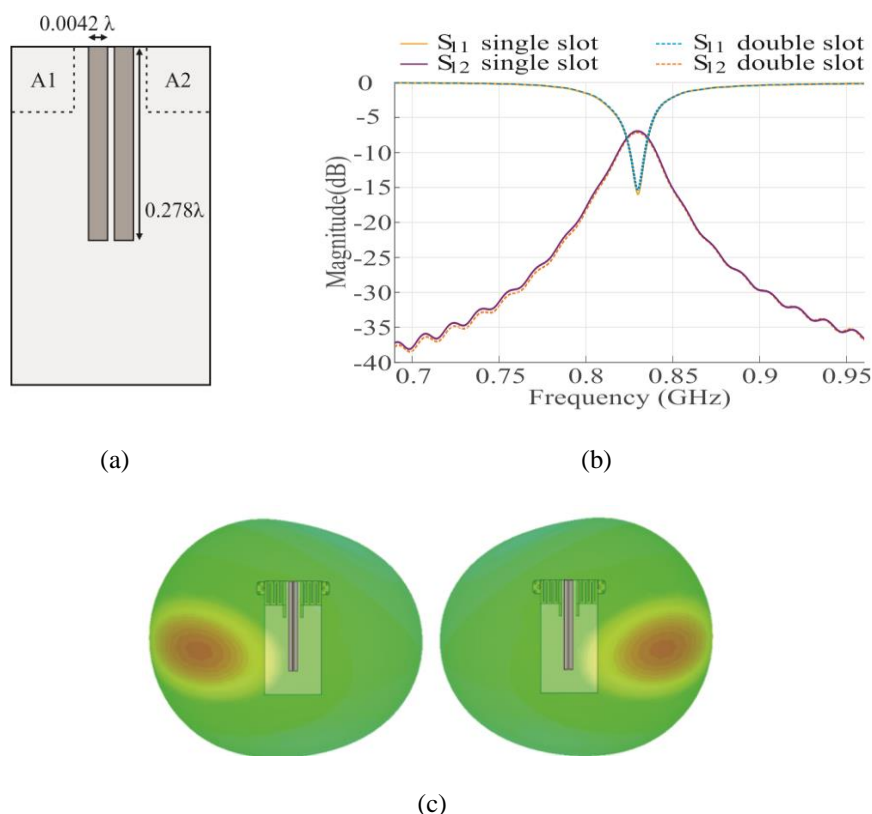 0.0042 λ
A1
A2
0.278λ
S11 single slot
S12 single slot
S11 double slot
S12 double slot
0
-5
-10
-15
-20
-25
-30
-35
-40
Magnitude(dB)
0.7
0.75
0.8
0.85
0.9
0.95
Frequency (GHz)
(a)
(b)
(c)